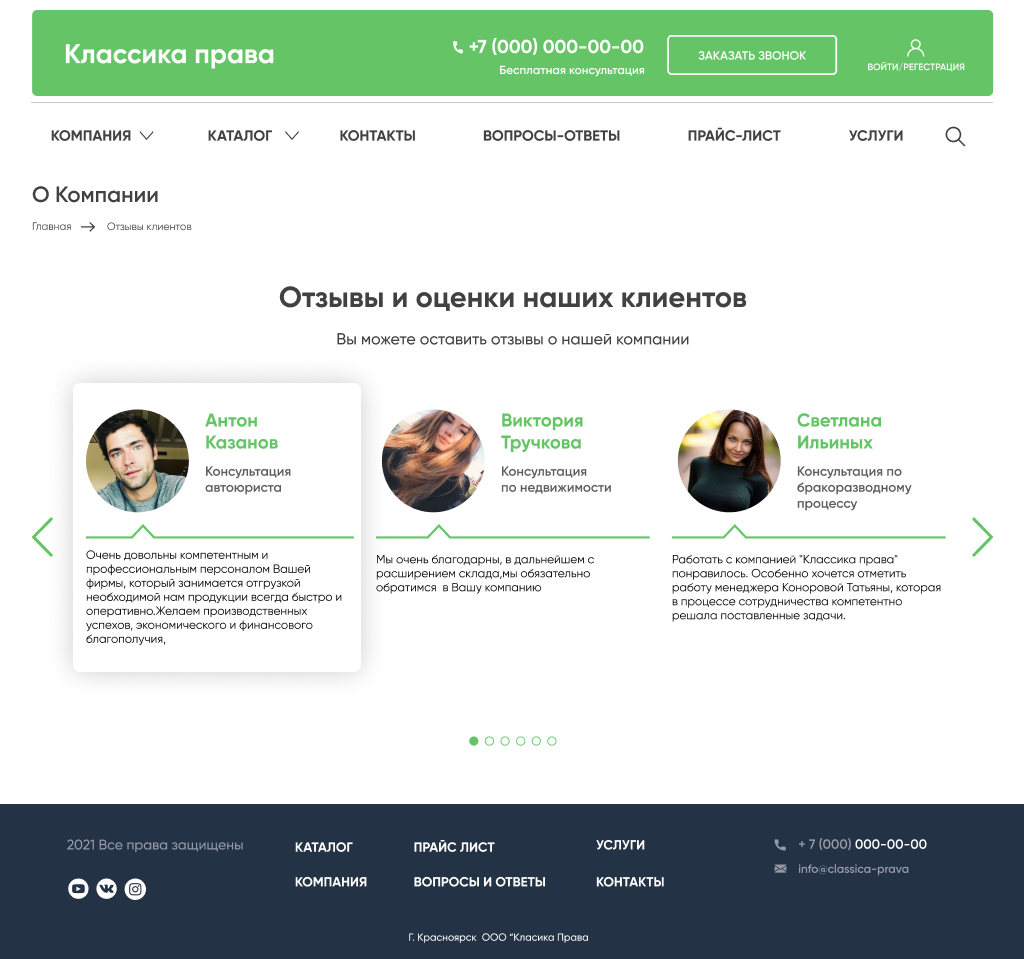 Классика права
+7 (000) 000-00-00
Бесплатная консультация
ЗАКАЗАТЬ ЗВОНОК
ВОЙТИ/РЕГЕСТРАЦИЯ
КОМПАНИЯ
КАТАЛОГ
КОНТАКТЫ
ВОПРОСЫ-ОТВЕТЫ
ПРАЙС-ЛИСТ
УСЛУГИ
О Компании
Главная
Отзывы клиентов
Отзывы и оценки наших клиентов
Вы можете оставить отзывы о нашей компании
Антон
Казанов
Консультация
автоюриста
Очень довольны компетентным и
профессиональным персоналом Вашей
фирмы, который занимается отгрузкой
необходимой нам продукции всегда быстро и
оперативно.Желаем производственных
успехов, экономического и финансового
благополучия,
Виктория
Тручкова
Консультация
по недвижимости
Мы очень благодарны, в дальнейшем с
расширением склада,мы обязательно
обратимся  в Вашу компанию
Светлана
Ильиных
Консультация по
бракоразводному
процессу
Работать с компанией "Классика права"
понравилось. Особенно хочется отметить
работу менеджера Коноровой Татьяны, которая
в процессе сотрудничества компетентно
решала поставленные задачи.
2021 Все права защищены
КАТАЛОГ
КОМПАНИЯ
ПРАЙС ЛИСТ
ВОПРОСЫ И ОТВЕТЫ
УСЛУГИ
КОНТАКТЫ
+ 7 (000) 000-00-00
info@classica-prava
Г. Красноярск  ООО “Класика Права